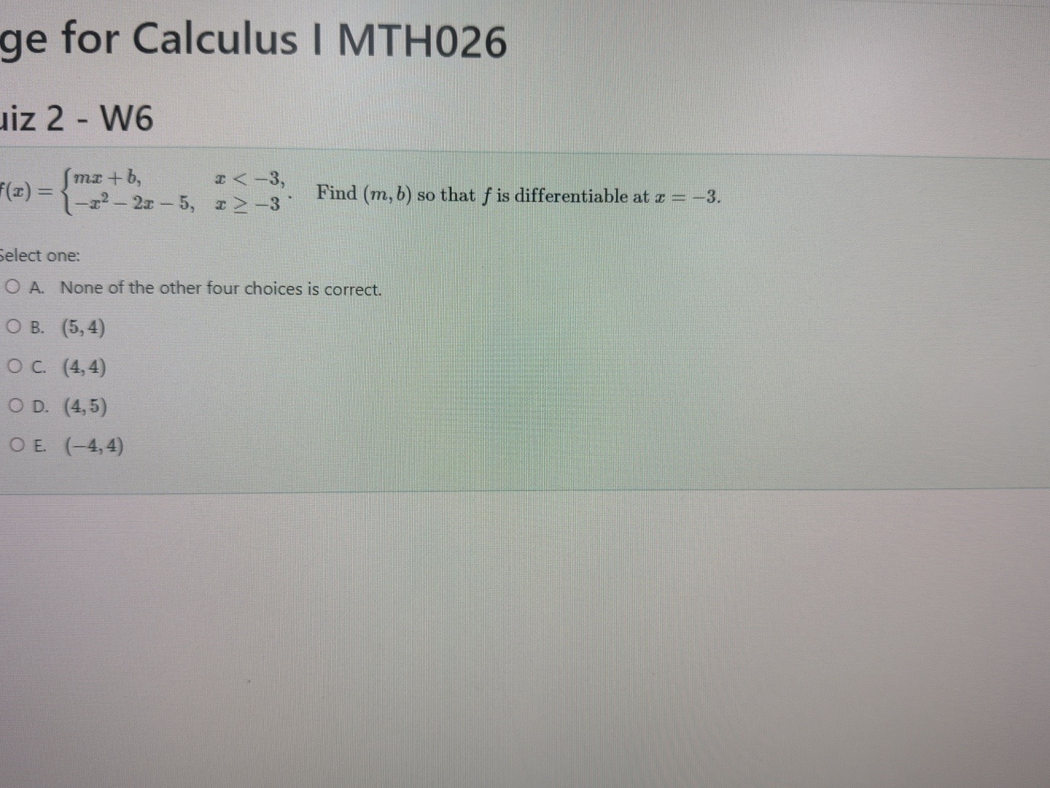 ge for Calculus I MTH026
uiz 2 - W6
f(x) = { mx + b, x < −3,
−x² − 2x − 5, x ≥ −3 . Find (m, b) so that f is differentiable at x = −3.
Select one:
A. None of the other four choices is correct.
B. (5, 4)
C. (4, 4)
D. (4, 5)
E. (−4, 4)